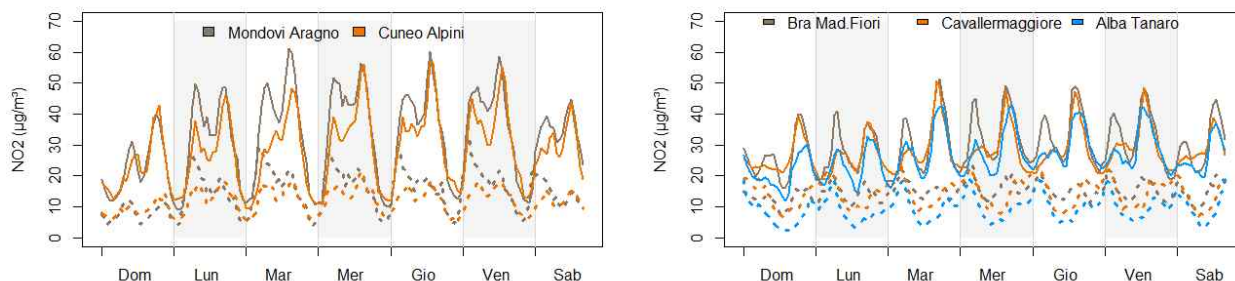 NO2 (µg/m³)
70
60
50
40
30
20
10
0
Mondovì Aragno Cuneo Alpini
Dom Lun Mar Mer Gio Ven Sab
NO2 (µg/m³)
70
60
50
40
30
20
10
0
Bra Mad.Fiori Cavallermaggiore Alba Tanaro
Dom Lun Mar Mer Gio Ven Sab